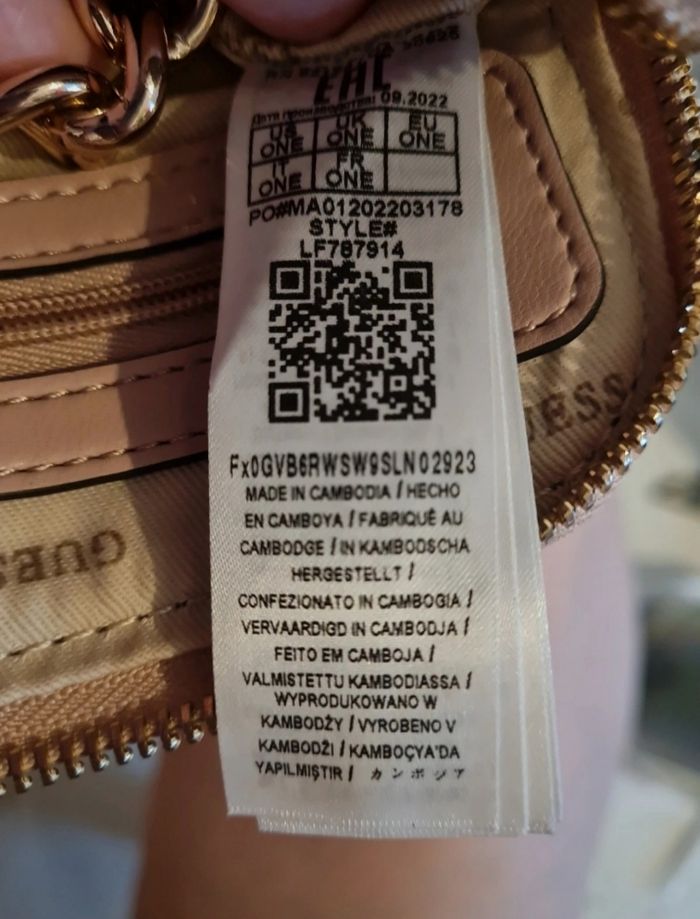 EAC
Дата производства: 09.2022
US ONE UK ONE EU ONE
IT ONE FR ONE
PO#MA01202203178
STYLE#
LF787914
Fx0GVB6RWSW9SLN02923
MADE IN CAMBODIA / HECHO
EN CAMBOYA / FABRIQUÉ AU
CAMBODGE / IN KAMBODSCHA
HERGESTELLT /
CONFEZIONATO IN CAMBOGIA /
VERVAARDIGD IN CAMBODJA /
FEITO EM CAMBOJA /
VALMISTETTU KAMBODIASSA /
WYPRODUKOWANO W
KAMBODŻY / VYROBENO V
KAMBODŽI / KAMBOÇYA'DA
YAPILMIŞTIR / カンボジア
GUESS
GUESS